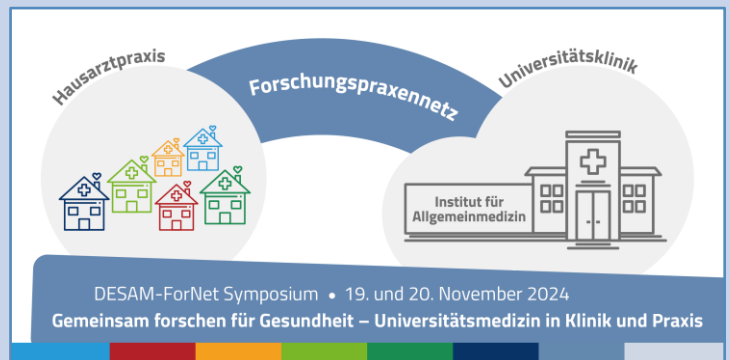 Hausarztpraxis
Forschungspraxennetz
Universitätsklinik
Institut für
Allgemeinmedizin
DESAM-ForNet Symposium • 19. und 20. November 2024
Gemeinsam forschen für Gesundheit – Universitätsmedizin in Klinik und Praxis